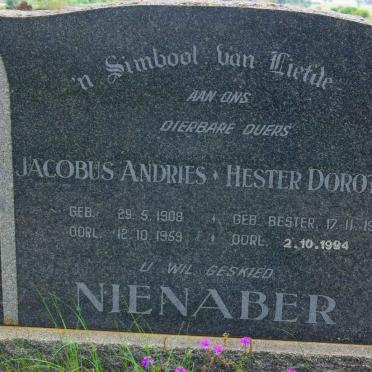 'n Simbool van Liefde
AAN ONS
DIERBARE OUERS
JACOBUS ANDRIES • HESTER DOROT
GEB. 29.5.1908 • GEB. BESTER, 17.11.19
OORL. 12.10.1959 • OORL. 2.10.1994
U WIL GESKIED
NIENABER